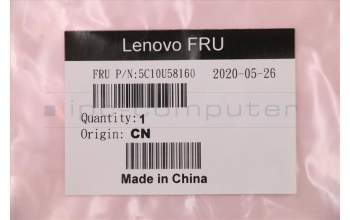 Lenovo FRU
FRU P/N:5C10U58160 2020-05-26
Quantity:1
Origin: CN
Made in China